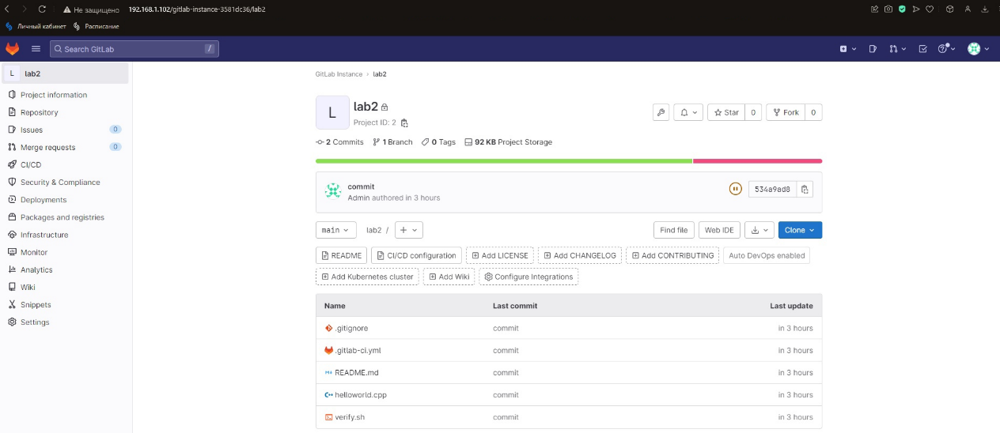 Не защищено 192.168.1.102/gitlab-instance-3581dc36/lab2
Личный кабинет Расписание
Search GitLab /
L lab2
Project information
Repository
Issues 0
Merge requests 0
CI/CD
Security & Compliance
Deployments
Packages and registries
Infrastructure
Monitor
Analytics
Wiki
Snippets
Settings
GitLab Instance › lab2
L lab2
Project ID: 2
Star 0 Fork 0
2 Commits 1 Branch 0 Tags 92 KB Project Storage
commit
Admin authored in 3 hours
534a9ad8
main lab2 / +
Find file Web IDE Clone
README CI/CD configuration Add LICENSE Add CHANGELOG Add CONTRIBUTING Auto DevOps enabled
Add Kubernetes cluster Add Wiki Configure Integrations
Name Last commit Last update
.gitignore commit in 3 hours
.gitlab-ci.yml commit in 3 hours
README.md commit in 3 hours
helloworld.cpp commit in 3 hours
verify.sh commit in 3 hours